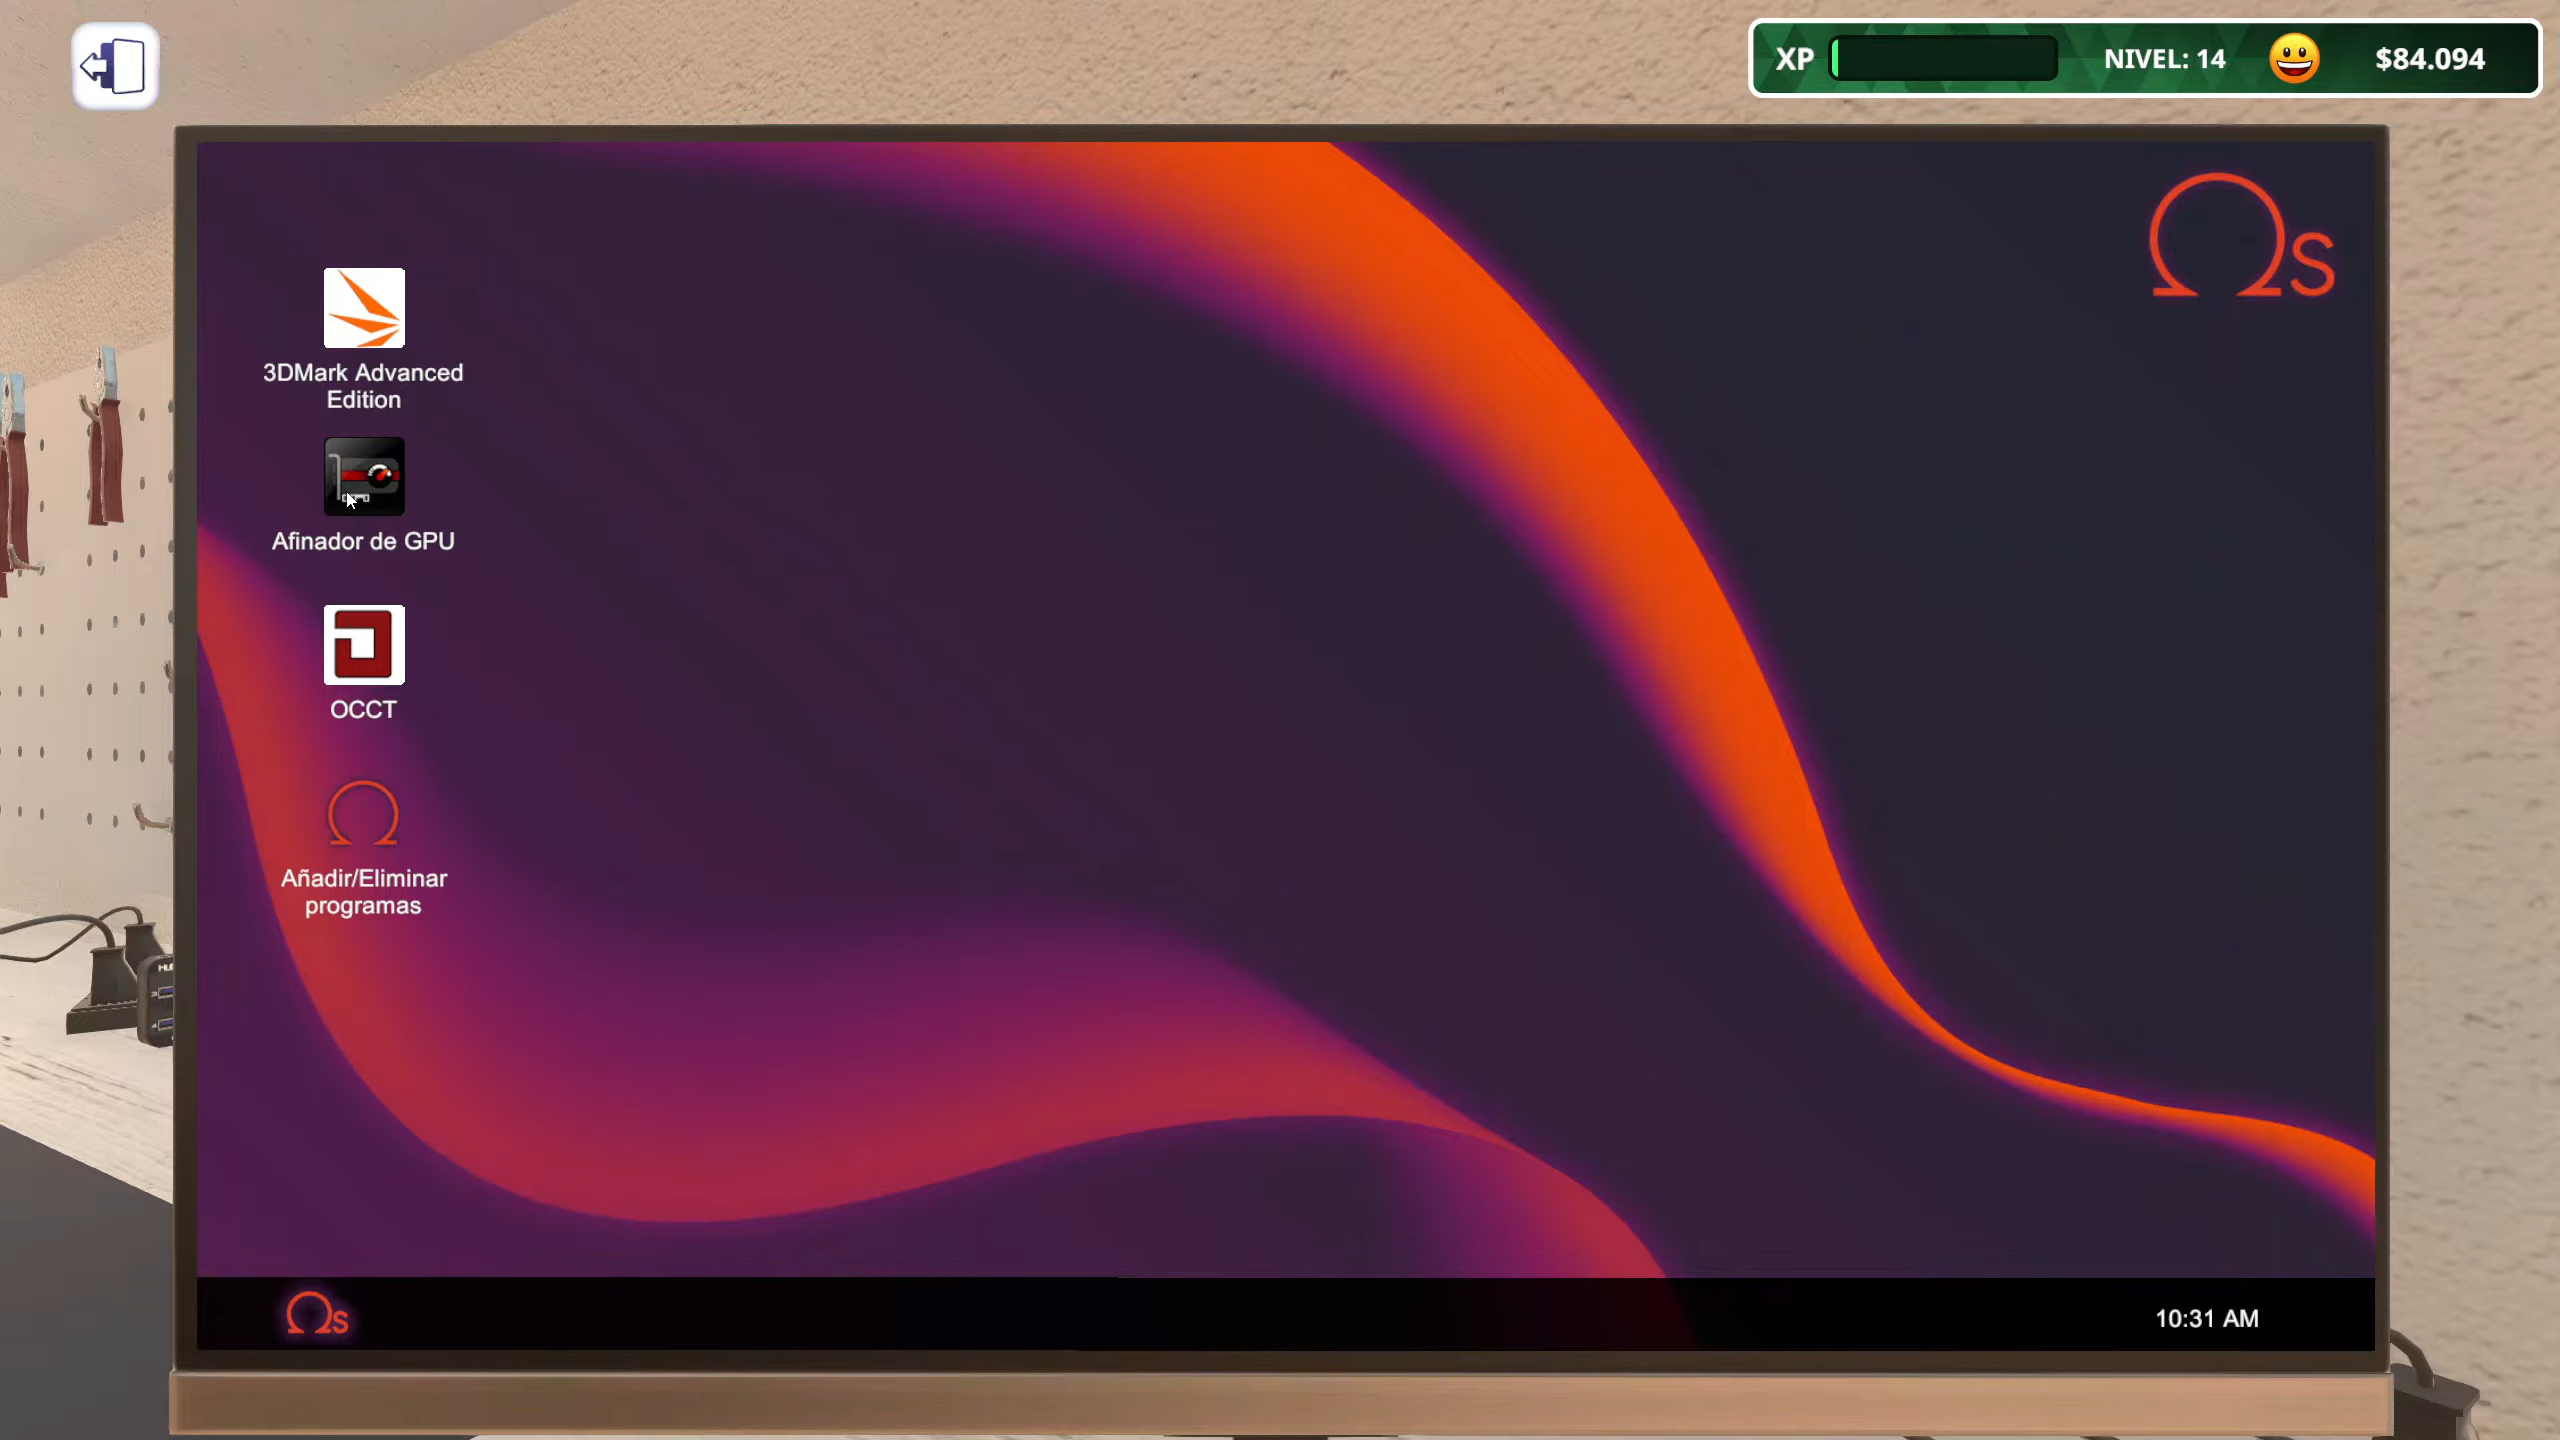 XP
NIVEL: 14
$84.094
Ωs
3DMark Advanced
Edition
Afinador de GPU
OCCT
Añadir/Eliminar
programas
Ωs
10:31 AM